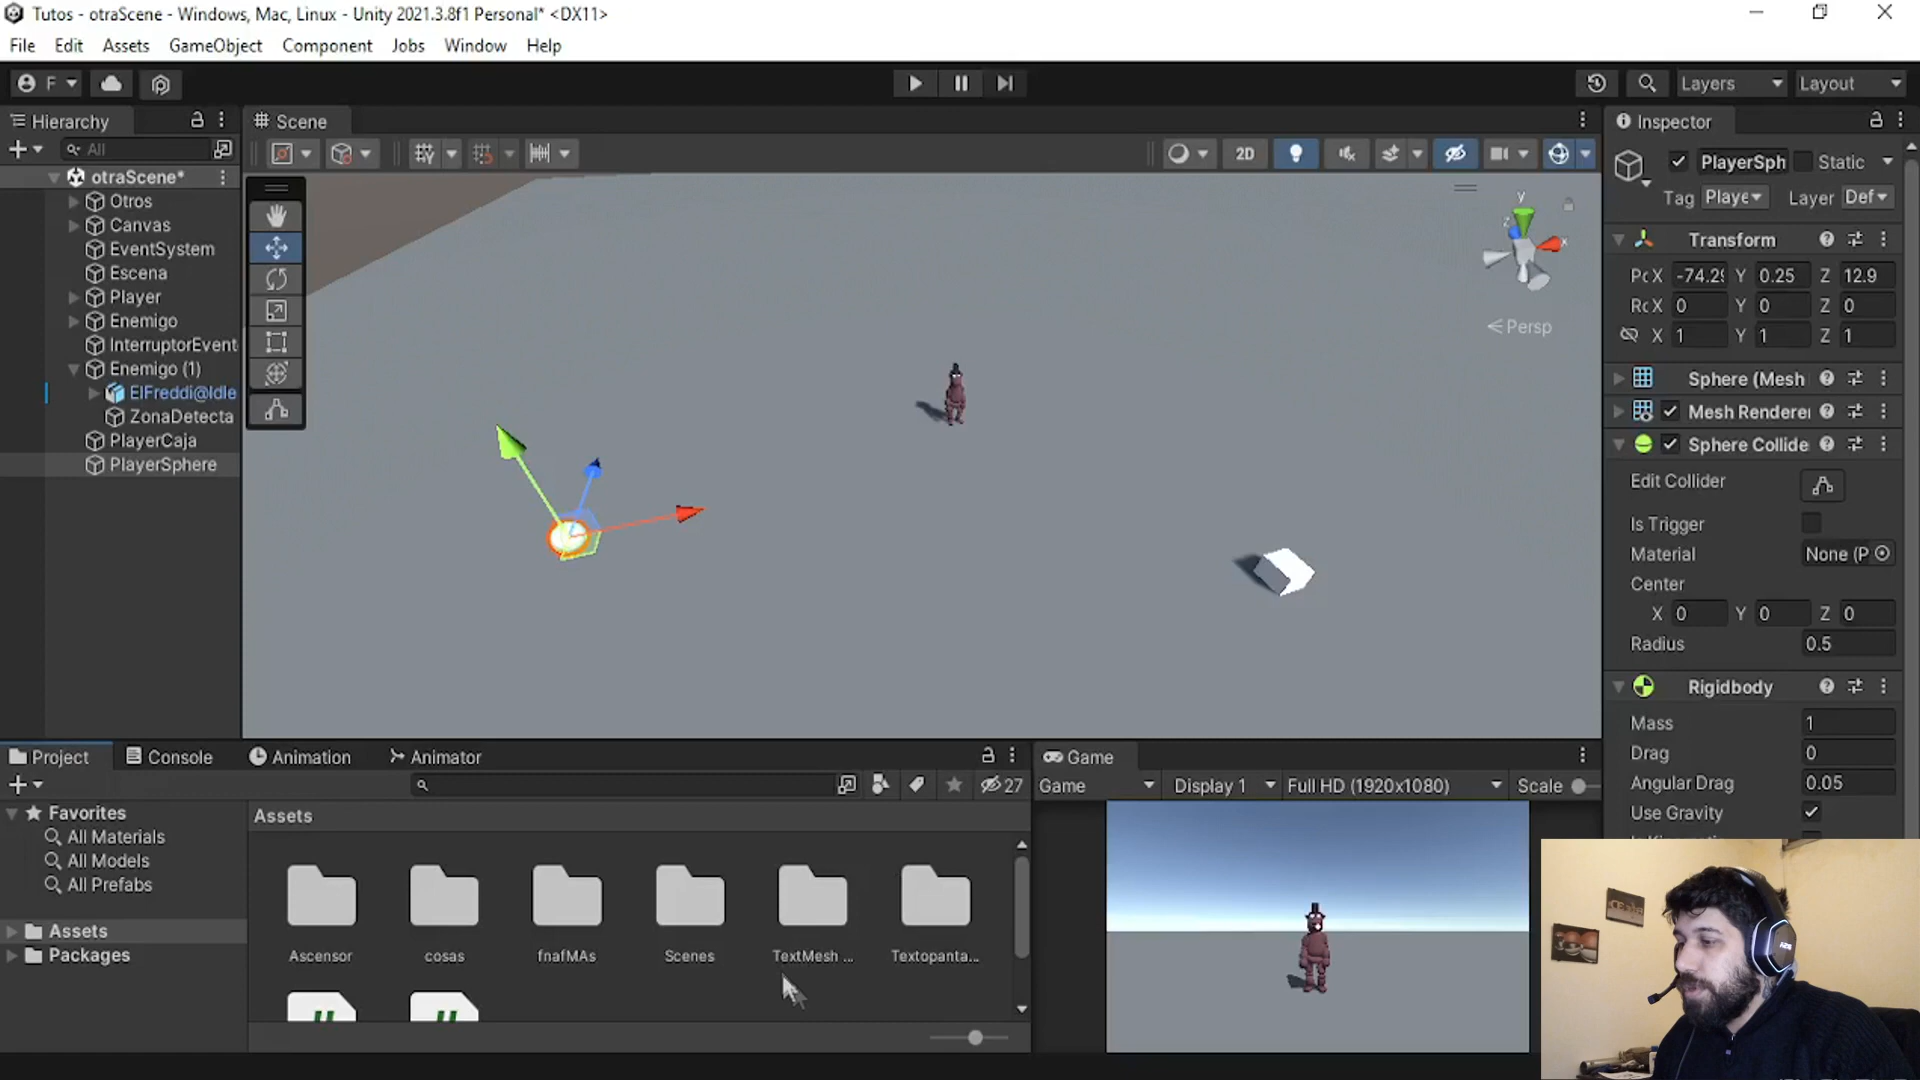 Tutos - otraScene - Windows, Mac, Linux - Unity 2021.3.8f1 Personal* <DX11>
File Edit Assets GameObject Component Jobs Window Help
F Layers Layout
Hierarchy
All
otraScene*
Otros
Canvas
EventSystem
Escena
Player
Enemigo
InterruptorEvent
Enemigo (1)
ElFreddi@Idle
ZonaDetecta
PlayerCaja
PlayerSphere
Scene
2D
y
z
x
Persp
Inspector
PlayerSph Static
Tag Playe Layer Def
Transform
X -74.29 Y 0.25 Z 12.9
X 0 Y 0 Z 0
X 1 Y 1 Z 1
Sphere (Mesh
Mesh Renderer
Sphere Collide
Edit Collider
Is Trigger
Material None (P
Center
X 0 Y 0 Z 0
Radius 0.5
Rigidbody
Mass 1
Drag 0
Angular Drag 0.05
Use Gravity
Project Console Animation Animator
27
Favorites
All Materials
All Models
All Prefabs
Assets
Packages
Assets
Ascensor cosas fnafMAs Scenes TextMesh ... Textopanta...
Game
Game Display 1 Full HD (1920x1080) Scale